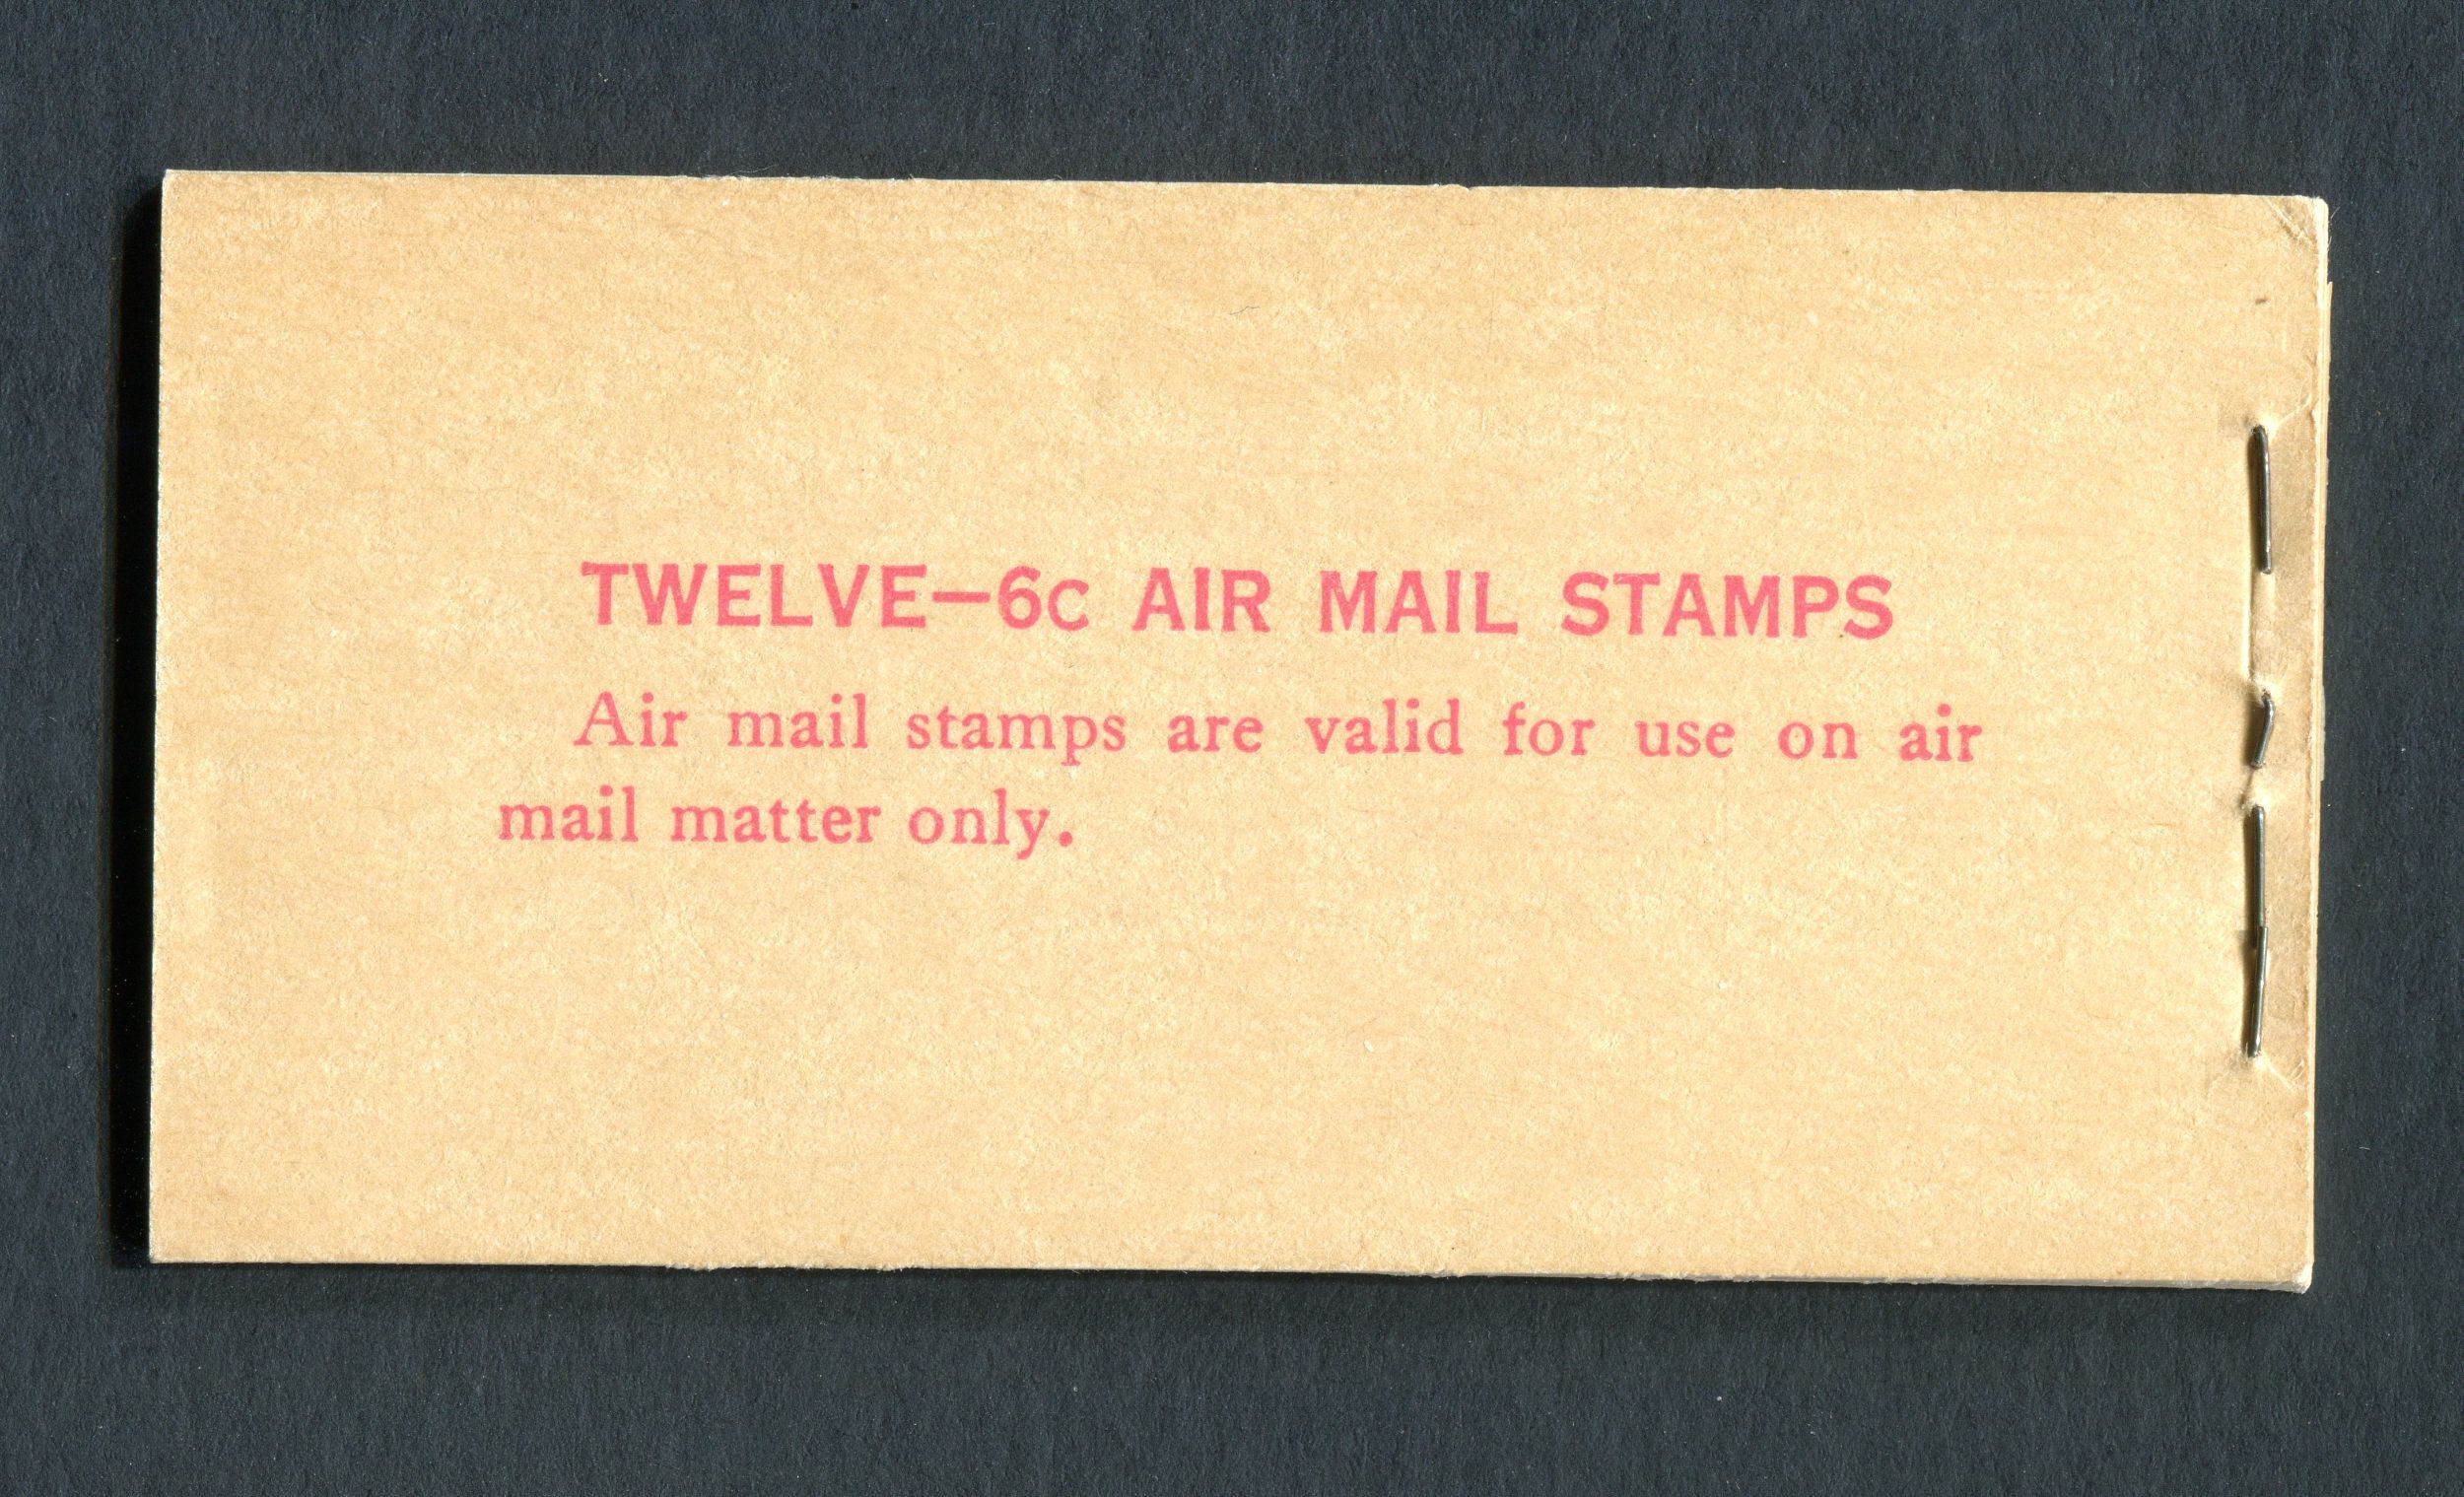 TWELVE—6c AIR MAIL STAMPS
Air mail stamps are valid for use on air
mail matter only.